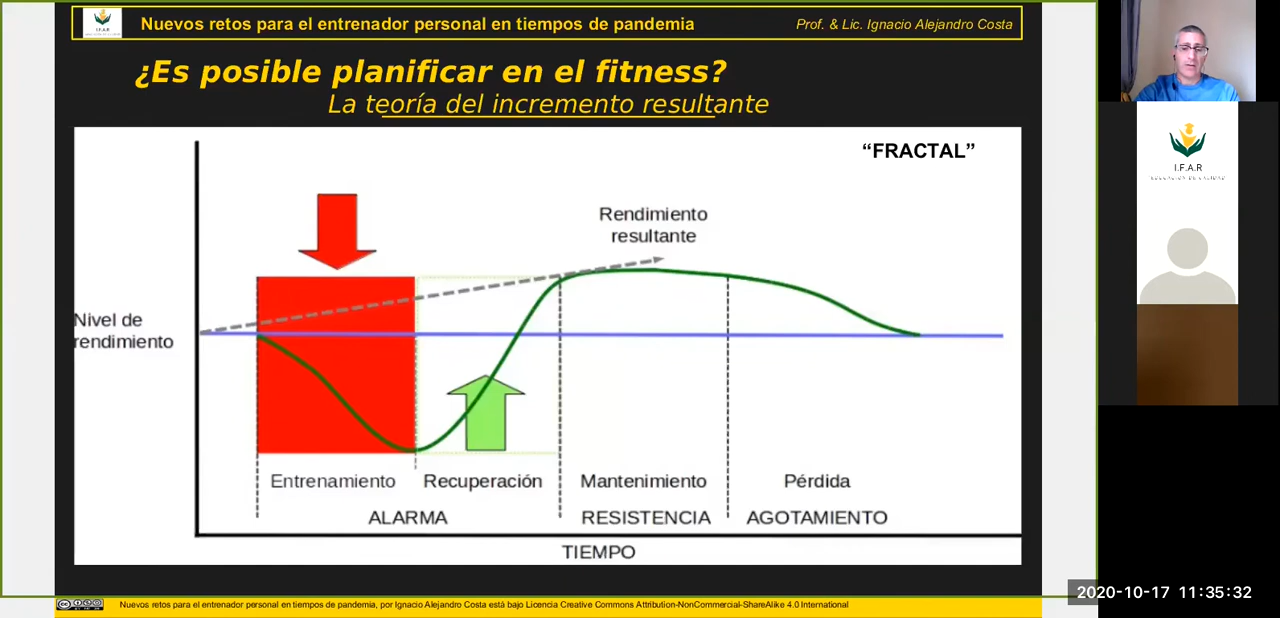 I.F.A.R
Nuevos retos para el entrenador personal en tiempos de pandemia
Prof. & Lic. Ignacio Alejandro Costa
¿Es posible planificar en el fitness?
La teoría del incremento resultante
“FRACTAL”
Rendimiento
resultante
Nivel de
rendimiento
Entrenamiento
Recuperación
Mantenimiento
Pérdida
ALARMA
RESISTENCIA
AGOTAMIENTO
TIEMPO
Nuevos retos para el entrenador personal en tiempos de pandemia, por Ignacio Alejandro Costa está bajo Licencia Creative Commons Attribution-NonCommercial-ShareAlike 4.0 International
I.F.A.R
2020-10-17 11:35:32